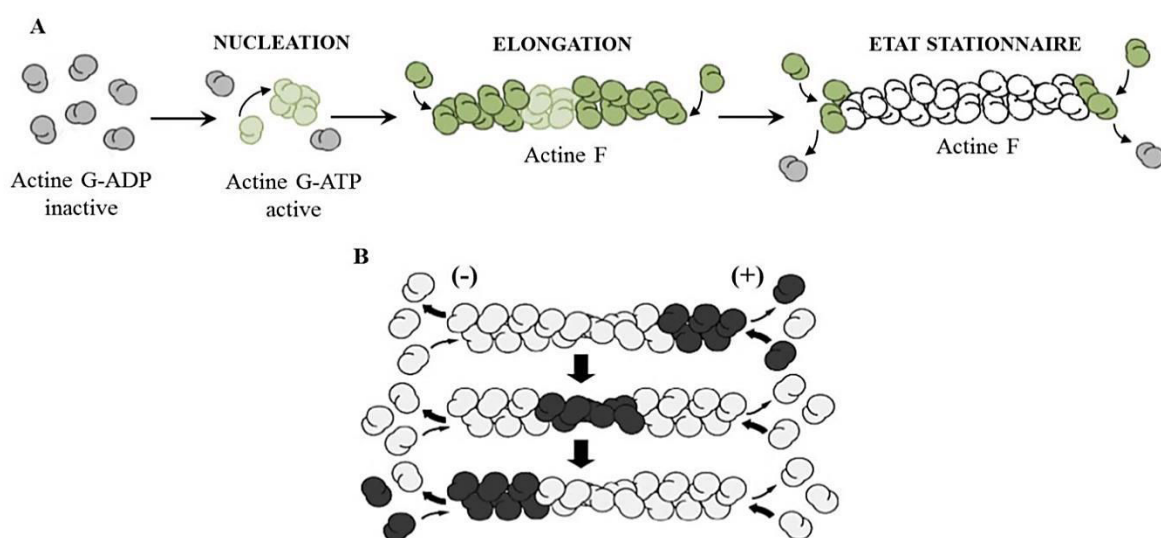 A
NUCLEATION
ELONGATION
ETAT STATIONNAIRE
Actine G-ADP
inactive
Actine G-ATP
active
Actine F
Actine F
B
(-)
(+)